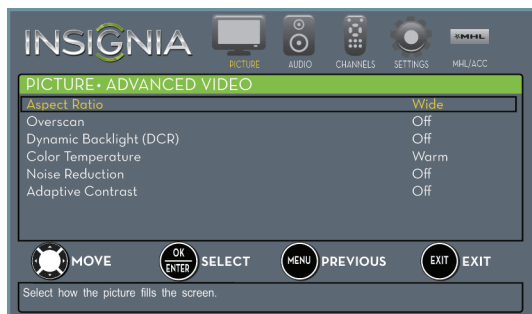 INSIGNIA
PICTURE AUDIO CHANNELS SETTINGS MHL MHL/ACC
PICTURE• ADVANCED VIDEO
Aspect Ratio Wide
Overscan Off
Dynamic Backlight (DCR) Off
Color Temperature Warm
Noise Reduction Off
Adaptive Contrast Off
MOVE OK ENTER SELECT MENU PREVIOUS EXIT EXIT
Select how the picture fills the screen.